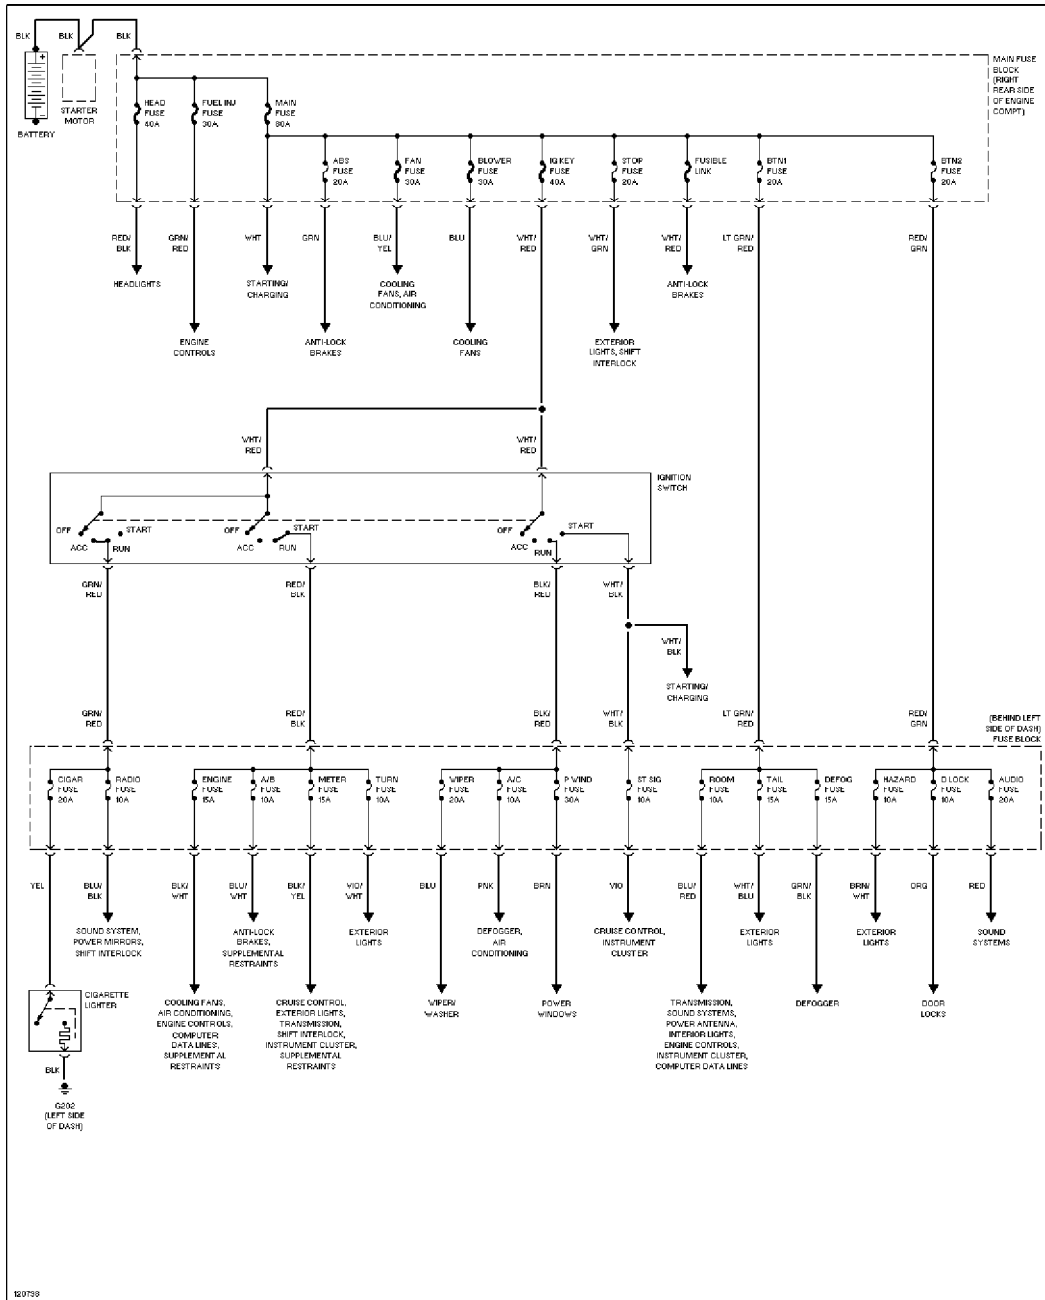 BLK BLK BLK
BATTERY
STARTER
MOTOR
MAIN FUSE
BLOCK
(RIGHT
REAR SIDE
OF ENGINE
COMPT)
HEAD
FUSE
40A
FUEL INJ
FUSE
30A
MAIN
FUSE
80A
ABS
FUSE
20A
FAN
FUSE
30A
BLOWER
FUSE
30A
IG KEY
FUSE
40A
STOP
FUSE
20A
FUSIBLE
LINK
BTN1
FUSE
20A
BTN2
FUSE
20A
RED/
BLK
GRN/
RED
WHT
GRN
BLU/
YEL
BLU
WHT/
RED
WHT/
GRN
WHT/
RED
LT GRN/
RED
RED/
GRN
HEADLIGHTS
ENGINE
CONTROLS
STARTING/
CHARGING
ANTI-LOCK
BRAKES
COOLING
FANS, AIR
CONDITIONING
COOLING
FANS
EXTERIOR
LIGHTS, SHIFT
INTERLOCK
ANTI-LOCK
BRAKES
WHT/
RED
WHT/
RED
IGNITION
SWITCH
OFF
ACC
RUN
START
OFF
ACC
RUN
START
OFF
ACC
RUN
START
GRN/
RED
RED/
BLK
BLK/
RED
WHT/
BLK
WHT/
BLK
STARTING/
CHARGING
GRN/
RED
RED/
BLK
BLK/
RED
WHT/
BLK
LT GRN/
RED
RED/
GRN
(BEHIND LEFT
SIDE OF DASH)
FUSE BLOCK
CIGAR
FUSE
20A
RADIO
FUSE
10A
ENGINE
FUSE
15A
A/B
FUSE
10A
METER
FUSE
15A
TURN
FUSE
10A
WIPER
FUSE
20A
A/C
FUSE
10A
P.WIND
FUSE
30A
ST SIG
FUSE
10A
ROOM
FUSE
10A
TAIL
FUSE
15A
DEFOG
FUSE
15A
HAZARD
FUSE
10A
D LOCK
FUSE
10A
AUDIO
FUSE
20A
YEL
BLU/
BLK
BLK/
WHT
BLU/
WHT
BLK/
YEL
VIO/
WHT
BLU
PNK
BRN
VIO
BLU/
RED
WHT/
BLU
GRN/
BLK
BRN/
WHT
ORG
RED
SOUND SYSTEM,
POWER MIRRORS,
SHIFT INTERLOCK
ANTI-LOCK
BRAKES,
SUPPLEMENTAL
RESTRAINTS
EXTERIOR
LIGHTS
DEFOGGER,
AIR
CONDITIONING
CRUISE CONTROL,
INSTRUMENT
CLUSTER
EXTERIOR
LIGHTS
EXTERIOR
LIGHTS
SOUND
SYSTEMS
CIGARETTE
LIGHTER
COOLING FANS,
AIR CONDITIONING,
ENGINE CONTROLS,
COMPUTER
DATA LINES,
SUPPLEMENTAL
RESTRAINTS
CRUISE CONTROL,
EXTERIOR LIGHTS,
TRANSMISSION,
SHIFT INTERLOCK,
INSTRUMENT CLUSTER,
SUPPLEMENTAL
RESTRAINTS
WIPER/
WASHER
POWER
WINDOWS
TRANSMISSION,
SOUND SYSTEMS,
POWER ANTENNA,
INTERIOR LIGHTS,
ENGINE CONTROLS,
INSTRUMENT CLUSTER,
COMPUTER DATA LINES
DEFOGGER
DOOR
LOCKS
BLK
G202
(LEFT SIDE
OF DASH)
120798